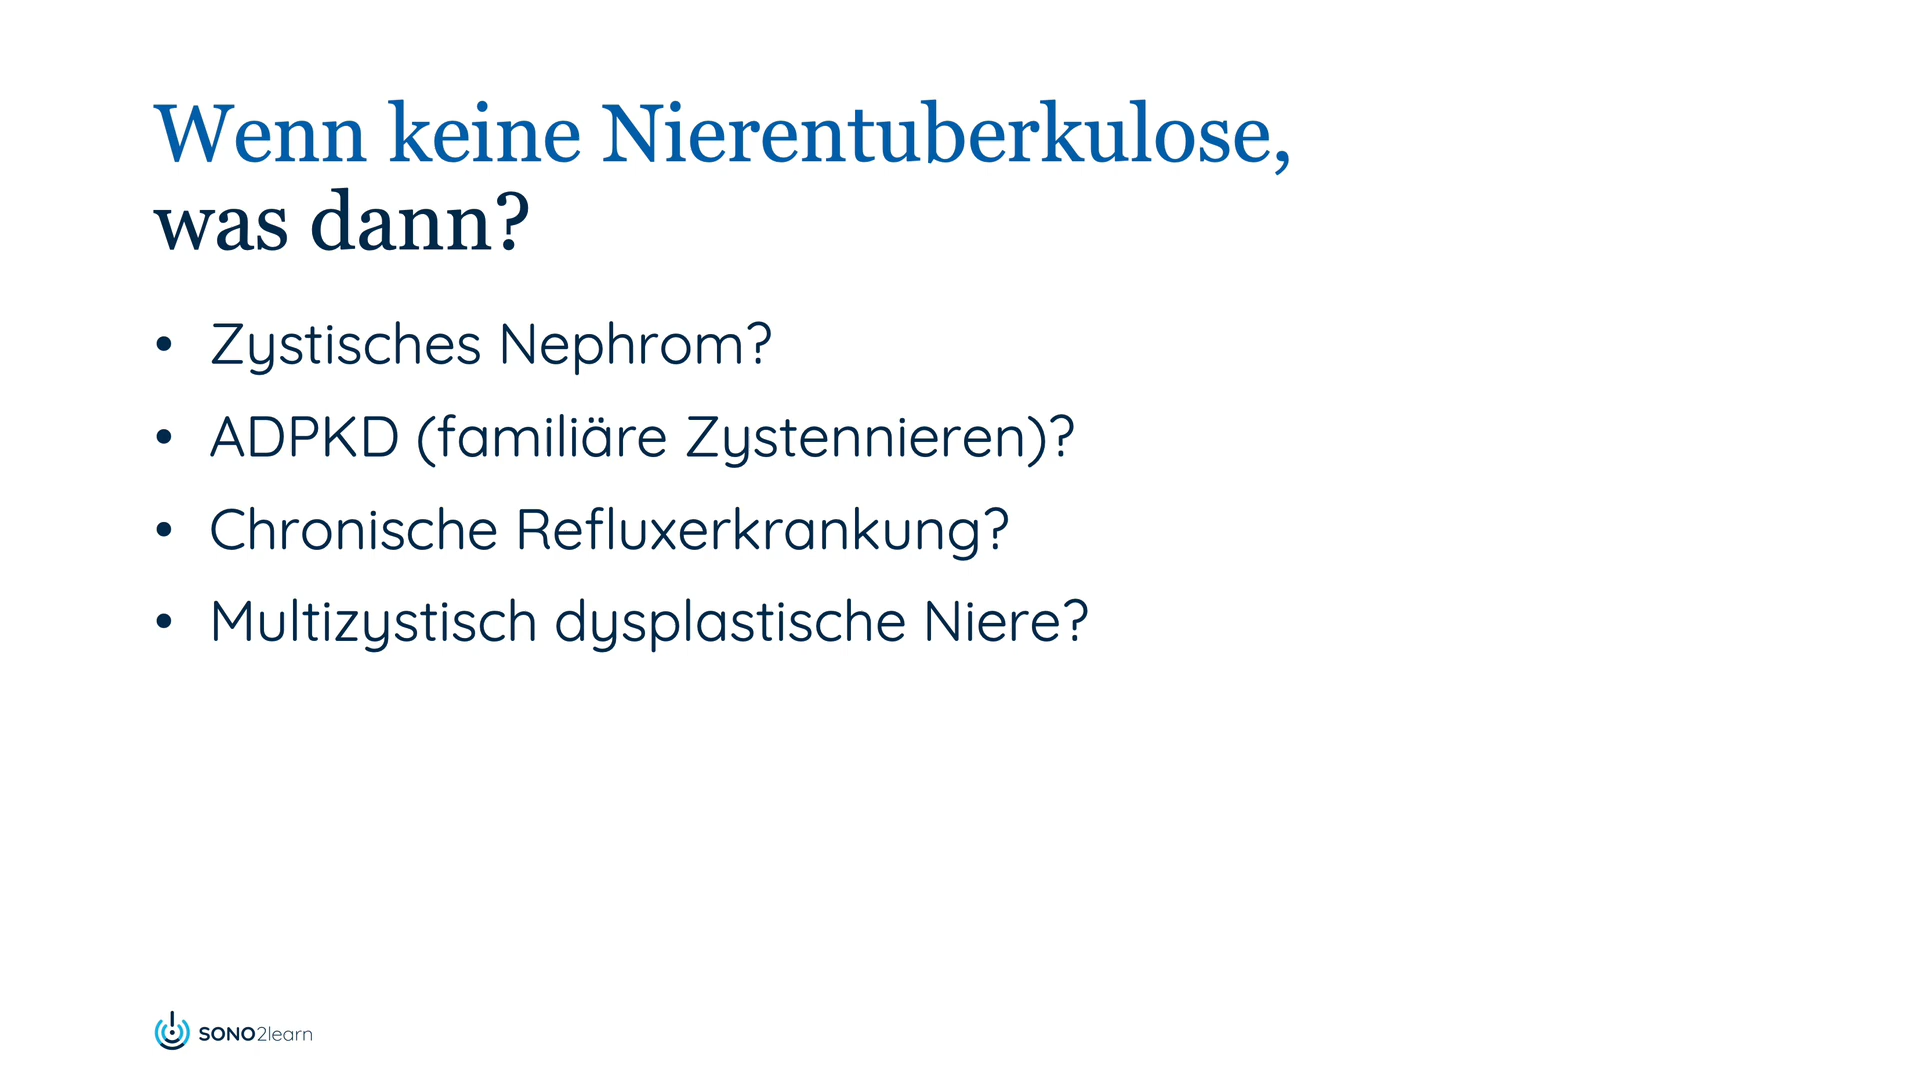 Wenn keine Nierentuberkulose,
was dann?
• Zystisches Nephrom?
• ADPKD (familiäre Zystennieren)?
• Chronische Refluxerkrankung?
• Multizystisch dysplastische Niere?
SONO2learn